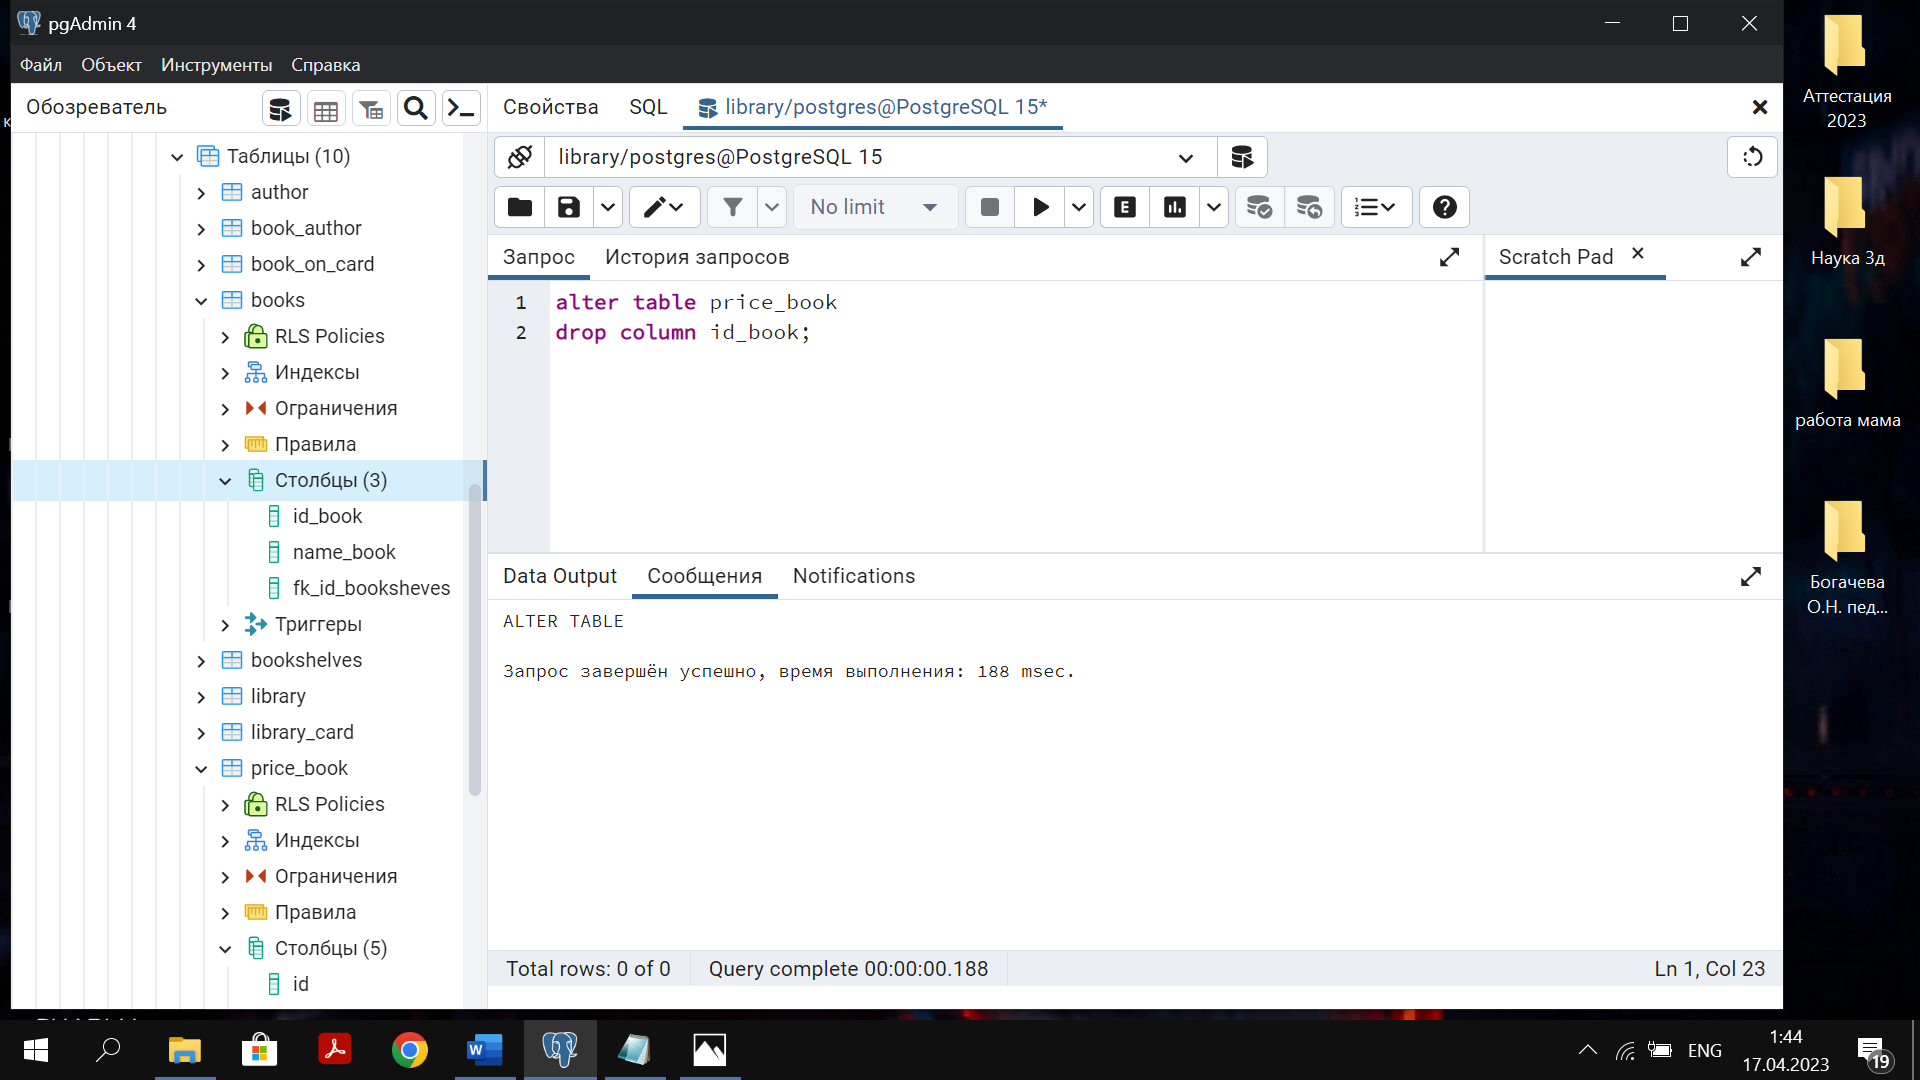 pgAdmin 4
Файл Объект Инструменты Справка
Обозреватель
Свойства SQL library/postgres@PostgreSQL 15*
library/postgres@PostgreSQL 15
No limit
E
Запрос История запросов
Scratch Pad
1 alter table price_book
2 drop column id_book;
Таблицы (10)
author
book_author
book_on_card
books
RLS Policies
Индексы
Ограничения
Правила
Столбцы (3)
id_book
name_book
fk_id_booksheves
Триггеры
bookshelves
library
library_card
price_book
RLS Policies
Индексы
Ограничения
Правила
Столбцы (5)
id
Data Output Сообщения Notifications
ALTER TABLE
Запрос завершён успешно, время выполнения: 188 msec.
Total rows: 0 of 0 Query complete 00:00:00.188 Ln 1, Col 23
Аттестация
2023
Наука 3д
работа мама
Богачева
О.Н. пед...
ENG
1:44
17.04.2023
19